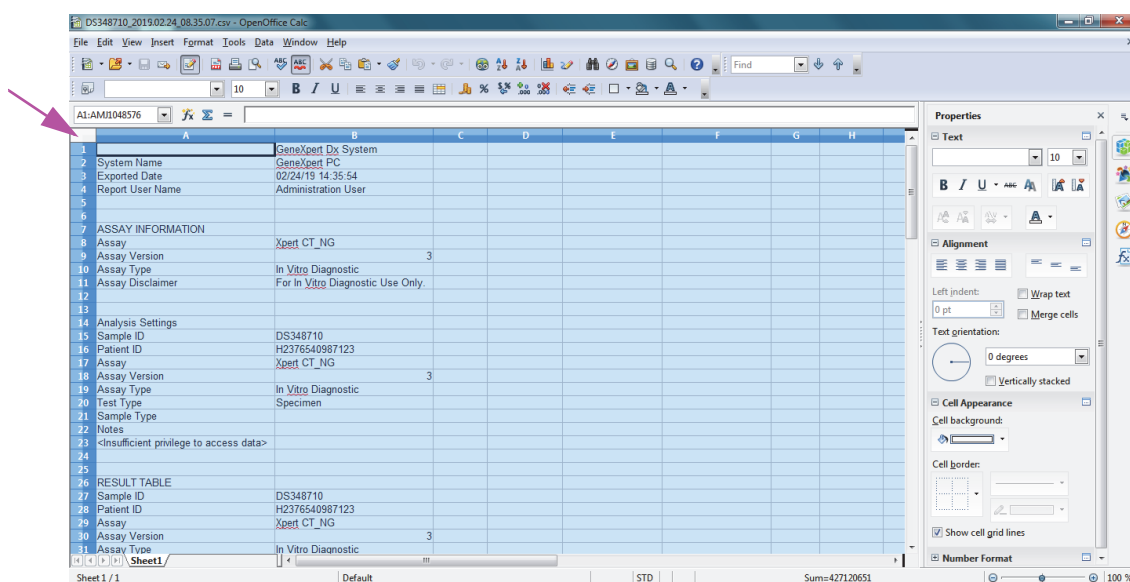 DS348710_2019.02.24_08.35.07.csv - OpenOffice Calc
File Edit View Insert Format Tools Data Window Help
Find
10
A1:AMJ1048576
A B C D E F G H
1 GeneXpert Dx System
2 System Name GeneXpert PC
3 Exported Date 02/24/19 14:35:54
4 Report User Name Administration User
5
6
7 ASSAY INFORMATION
8 Assay Xpert CT_NG
9 Assay Version 3
10 Assay Type In Vitro Diagnostic
11 Assay Disclaimer For In Vitro Diagnostic Use Only.
12
13
14 Analysis Settings
15 Sample ID DS348710
16 Patient ID H2376540987123
17 Assay Xpert CT_NG
18 Assay Version 3
19 Assay Type In Vitro Diagnostic
20 Test Type Specimen
21 Sample Type
22 Notes
23 <Insufficient privilege to access data>
24
25
26 RESULT TABLE
27 Sample ID DS348710
28 Patient ID H2376540987123
29 Assay Xpert CT_NG
30 Assay Version 3
31 Assay Type In Vitro Diagnostic
Sheet1
Sheet 1 / 1 Default STD Sum=427120651 100 %
Properties
Text
10
Alignment
Left indent: Wrap text
0 pt Merge cells
Text orientation:
0 degrees
Vertically stacked
Cell Appearance
Cell background:
Cell border:
Show cell grid lines
Number Format